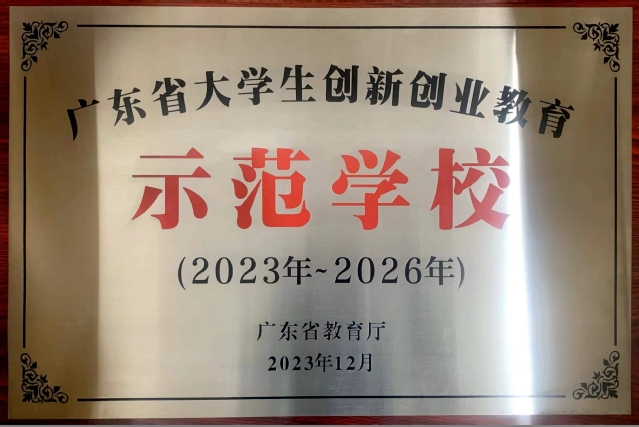 广东省大学生创新创业教育
示范学校
(2023年~2026年)
广东省教育厅
2023年12月